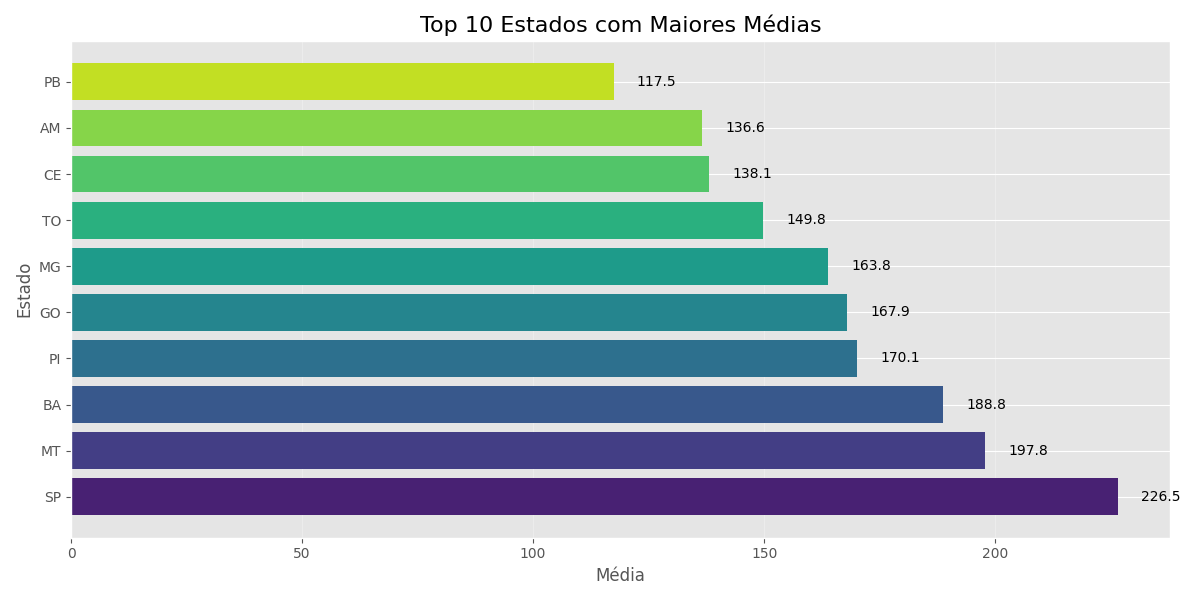 Top 10 Estados com Maiores Médias
Estado
PB 117.5
AM 136.6
CE 138.1
TO 149.8
MG 163.8
GO 167.9
PI 170.1
BA 188.8
MT 197.8
SP 226.5
0 50 100 150 200
Média